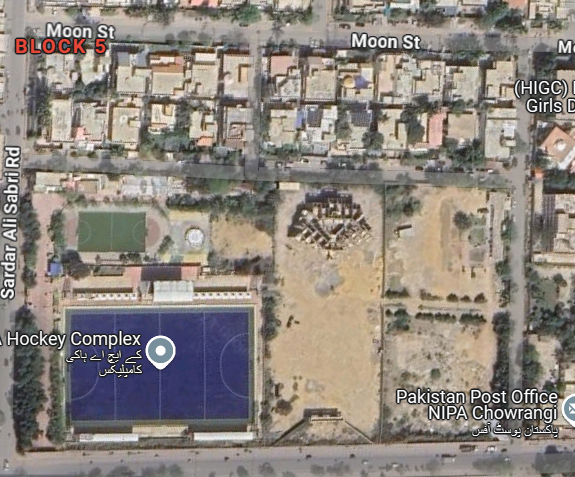 Moon St
BLOCK 5
Moon St
Mo
(HIGC)
Girls D
Sardar Ali Sabri Rd
A Hockey Complex
کے ایچ اے ہاکی
کامپلیکس
Pakistan Post Office
NIPA Chowrangi
پاکستان پوسٹ آفس